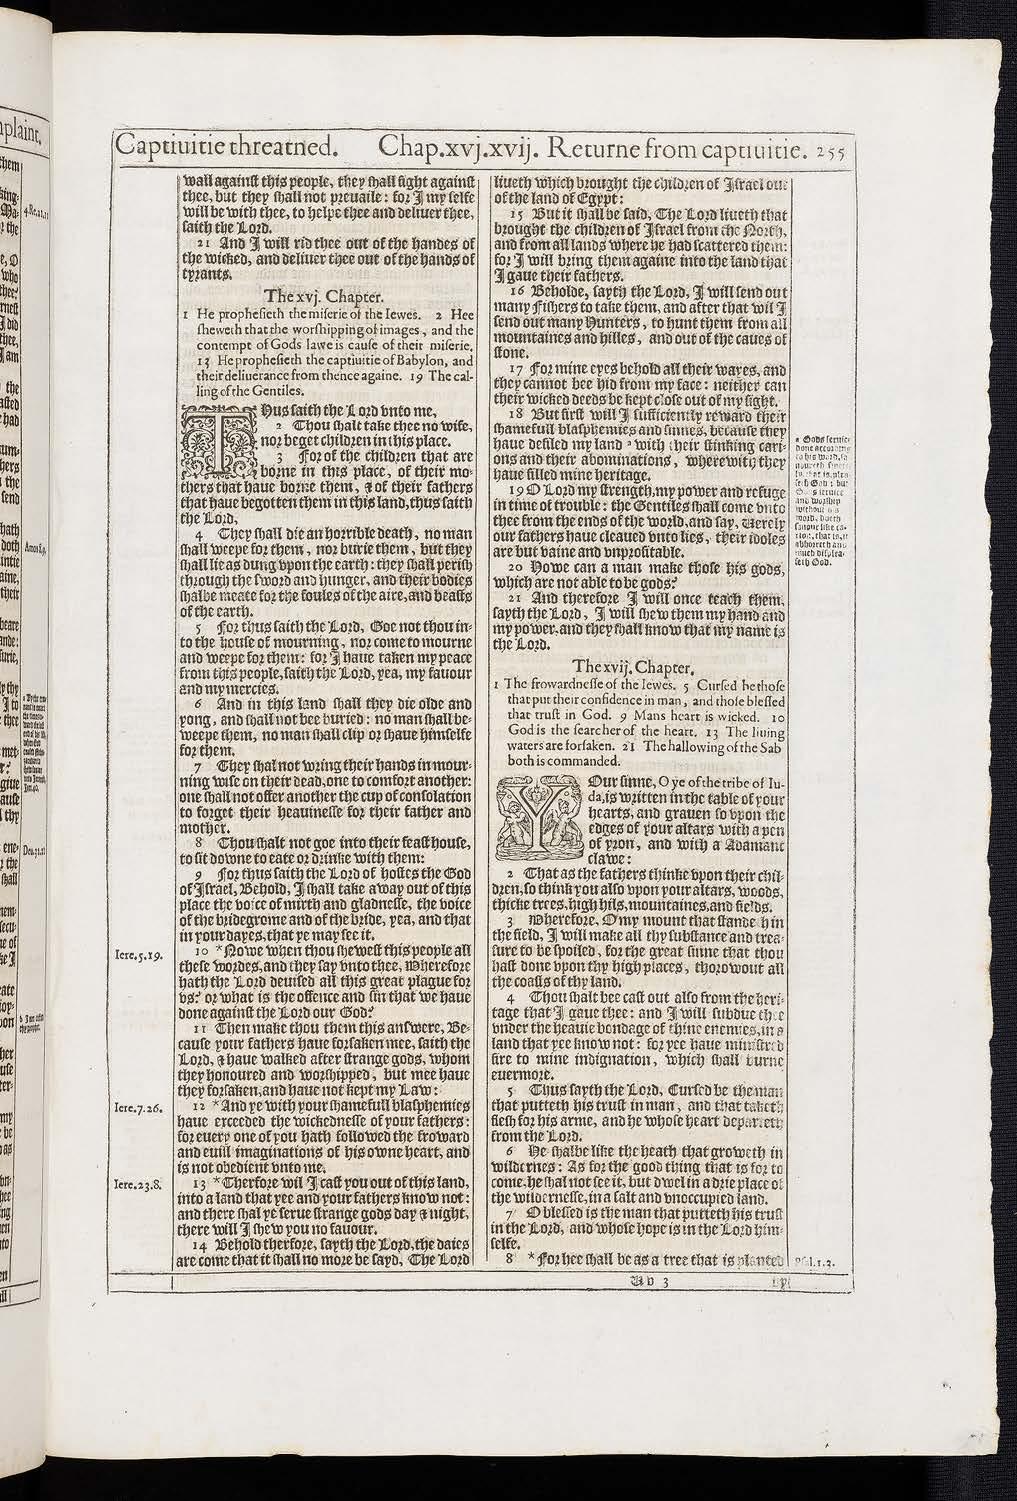 Captiuitie threatned. Chap.xvj.xvij. Returne from captiuitie. 255
wall against this people, they shall fight against
thee, but they shall not preuaile: for I my selfe
will be with thee, to helpe thee and deliuer thee,
saith the Lord.
21 And I will rid thee out of the handes of
the wicked, and deliuer thee out of the hands of
tyrants.
The xvj. Chapter.
1 He prophesieth the miserie of the Iewes. 2 Hee
sheweth that the worshipping of images, and the
contempt of Gods lawe is cause of their miserie.
13 He prophesieth the captiuitie of Babylon, and
their deliuerance from thence againe. 19 The cal-
ling of the Gentiles.
THus saith the Lord vnto me,
2 Thou shalt take thee no wife,
nor beget children in this place.
3 For of the children that are
borne in this place, of their mo-
thers that haue borne them, & of their fathers
that haue begotten them in this land, thus saith
the Lord,
4 They shall die an horrible death, no man
shall weepe for them, nor burie them, but they
shall lie as dung vpon the earth: they shall perish
through the sword and hunger, and their bodies
shalbe meate for the foules of the aire, and beasts
of the earth.
5 For thus saith the Lord, Goe not thou in-
to the house of mourning, nor come to mourne
and weepe for them: for I haue taken my peace
from this people, saith the Lord, yea, my fauour
and my mercies.
6 And in this land shall they die olde and
yong, and shall not bee buried: no man shall be-
weepe them, no man shall clip or shaue himselfe
for them.
7 They shal not wring their hands in mour-
ning wise on their dead, one to comfort another:
one shall not offer another the cup of consolation
to forget their heauinesse for their father and
mother.
8 Thou shalt not goe into their feast house,
to sit downe to eate or drinke with them:
9 For thus saith the Lord of hostes the God
of Israel, Behold, I shall take away out of this
place the voice of mirth and gladnesse, the voice
of the bridegrome and of the bride, yea, and that
in your dayes, that ye may see it.
Iere.5.19.
10 *Nowe when thou shewest this people all
these wordes, and they say vnto thee, Wherefore
hath the Lord deuised all this great plague for
vs? or what is the offence and sin that we haue
done against the Lord our God?
11 Then make thou them this answere, Be-
cause your fathers haue forsaken mee, saith the
Lord, & haue walked after strange gods, whom
they honoured and worshipped, but mee haue
they forsaken, and haue not kept my Law:
Iere.7.26.
12 *And ye with your shamefull blasphemies
haue exceeded the wickednesse of your fathers:
for euery one of you hath followed the froward
and euill imaginations of his owne heart, and
is not obedient vnto me.
Iere.23.8.
13 *Therfore wil I cast you out of this land,
into a land that yee and your fathers know not:
and there shal ye serue strange gods day & night,
there will I shew you no fauour.
14 Behold therfore, sayth the Lord, the daies
are come that it shall no more be sayd, The Lord
liueth which brought the children of Israel out
of the land of Egypt:
15 But it shall be said, The Lord liueth that
brought the children of Israel from the North,
and from all lands where he had scattered them:
for I will bring them againe into the land that
I gaue their fathers.
16 Beholde, sayth the Lord, I will send out
many Fishers to take them, and after that wil I
send out many Hunters, to hunt them from all
mountaines and hilles, and out of the caues of
stone.
17 For mine eyes behold all their wayes, and
they cannot bee hid from my face: neither can
their wicked deeds be kept close out of my sight.
18 But first will I sufficiently reward their
shamefull blasphemies and sinnes, because they
haue defiled my land a with their stinking cari-
ons and their abominations, wherewith they
haue filled mine heritage.
19 O Lord my strength, my power and refuge
in time of trouble: the Gentiles shall come vnto
thee from the ends of the world, and say, Uerely
our fathers haue cleaued vnto lies, their idoles
are but vaine and vnprofitable.
20 Howe can a man make those his gods,
which are not able to be gods?
21 And therefore I will once teach them,
sayth the Lord, I will shew them my hand and
my power, and they shall know that my name is
the Lord.
a Gods seruice
done according
to his word
seth God: but
and worship
without his
word
abhorreth and
much displea-
seth God.
The xvij. Chapter.
1 The frowardnesse of the Iewes. 5 Cursed be those
that put their confidence in man, and those blessed
that trust in God. 9 Mans heart is wicked. 10
God is the searcher of the heart. 13 The liuing
waters are forsaken. 21 The hallowing of the Sab
both is commanded.
YOur sinne, O ye of the tribe of Iu-
da, is written in the table of your
hearts, and grauen so vpon the
edges of your altars with a pen
of yron, and with a Adamant
clawe:
2 That as the fathers thinke vpon their chil-
dren, so think you also vpon your altars, woods,
thicke trees, high hils, mountaines, and fields.
3 Wherefore, O my mount that standeth in
the field, I will make all thy substance and trea-
sure to be spoiled, for the great sinne that thou
hast done vpon thy high places, thorowout all
the coasts of thy land.
4 Thou shalt bee cast out also from the heri-
tage that I gaue thee: and I will subdue thee
vnder the heauie bondage of thine enemies, in a
land that yee know not: for yee haue ministred
fire to mine indignation, which shall burne
euermore.
5 Thus sayth the Lord, Cursed be the man
that putteth his trust in man, and that taketh
flesh for his arme, and he whose heart departeth
from the Lord.
6 He shalbe like the heath that groweth in
wildernes: As for the good thing that is for to
come, he shal not see it, but dwel in a drie place of
the wildernesse, in a salt and vnoccupied land.
7 O blessed is the man that putteth his trust
in the Lord, and whose hope is in the Lord him-
selfe.
8 *For hee shall be as a tree that is planted
Psal.1.3.
Uu 3
by